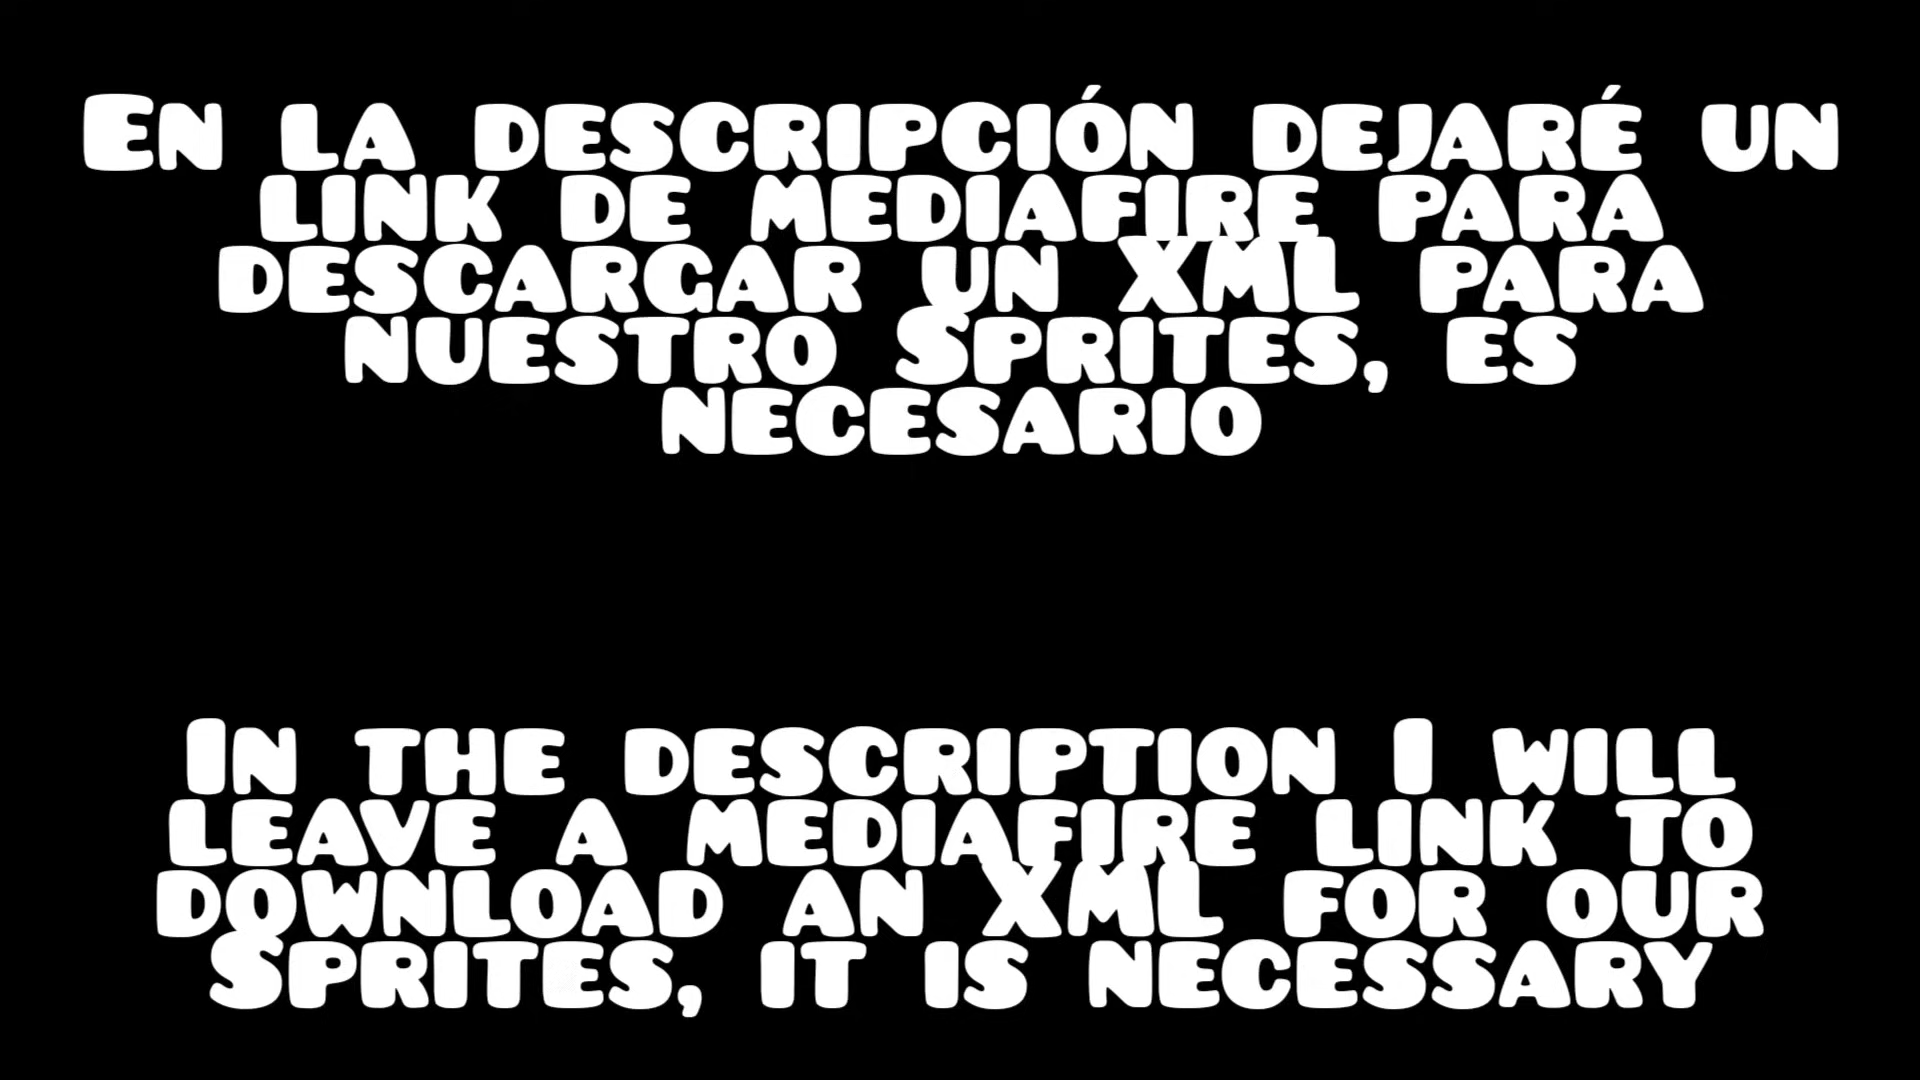 En la descripción dejaré un
link de mediafire para
descargar un XML para
nuestro Sprites, es
necesario
In the description I will
leave a mediafire link to
download an XML for our
Sprites, it is necessary